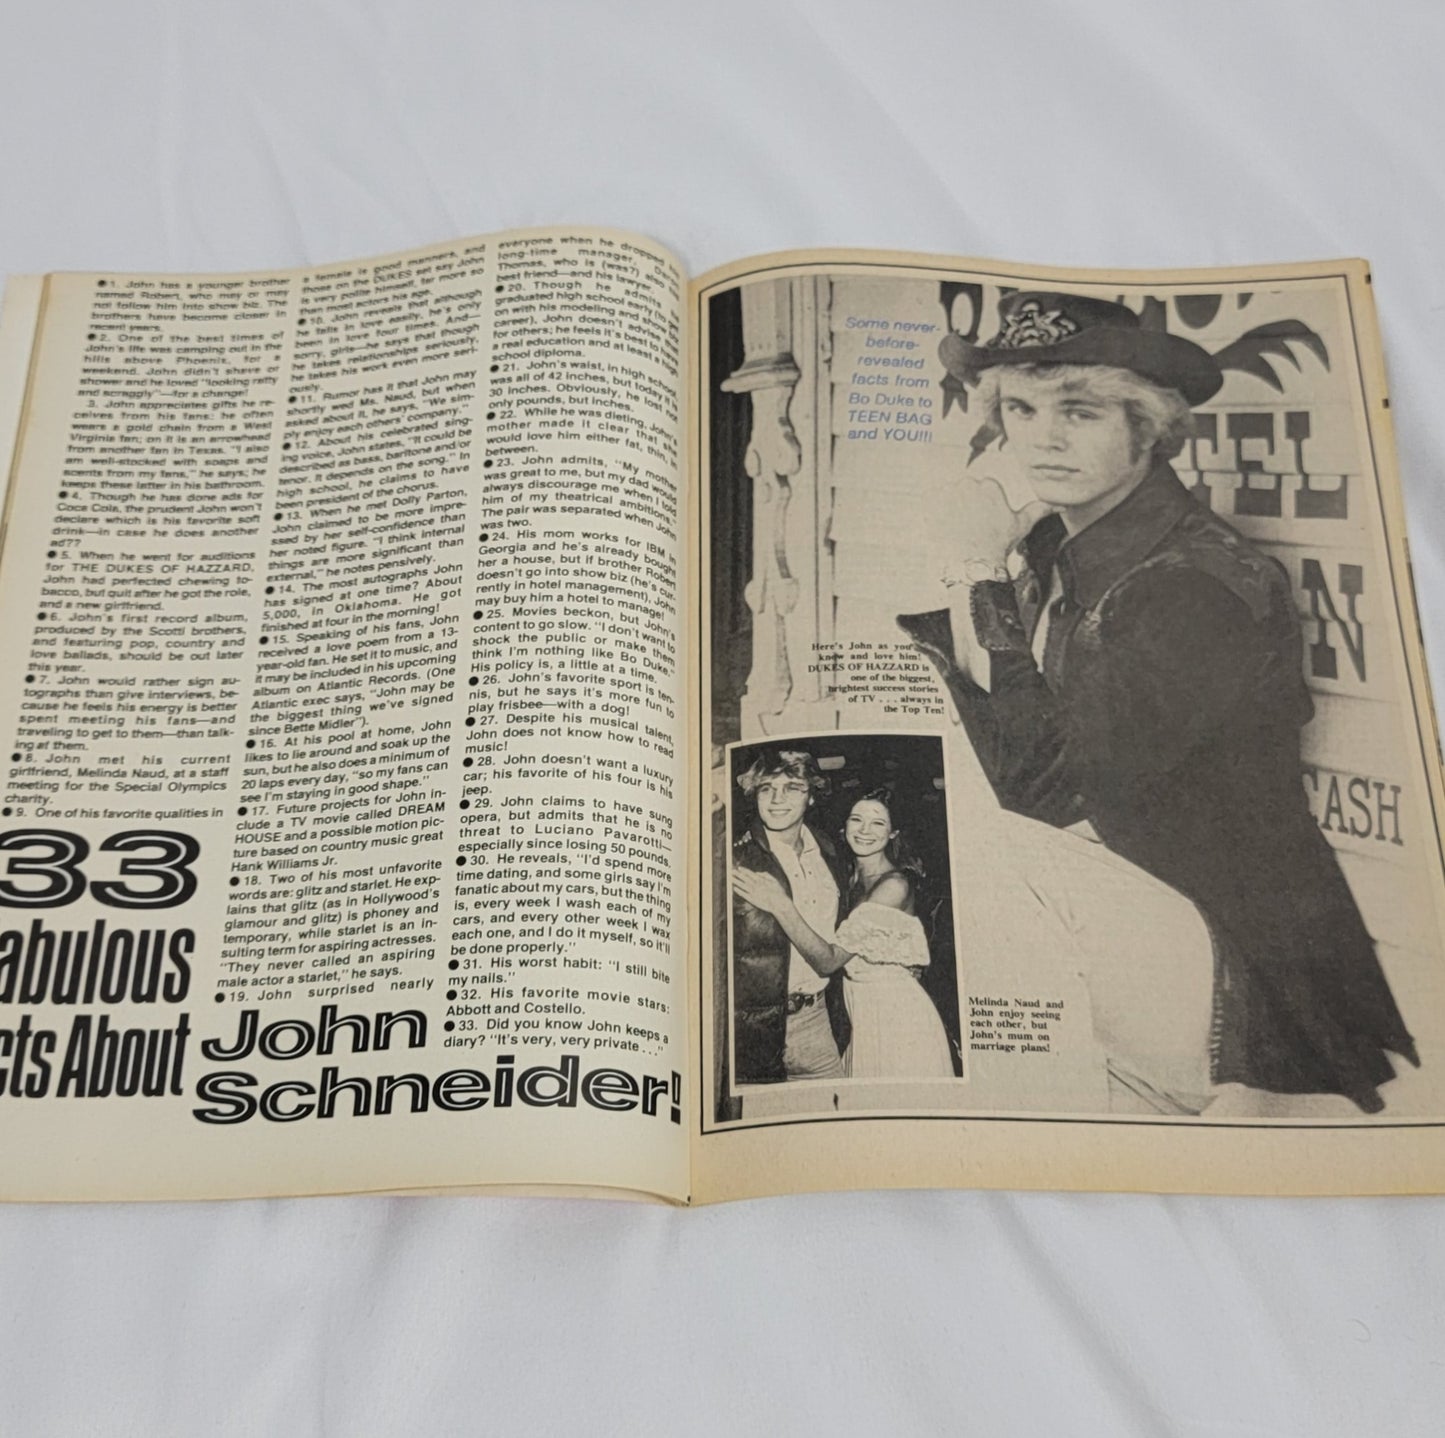 ● 1. John has a younger brother
named Robert, who may or may
not follow him into show biz. The
brothers have become closer in
recent years.
● 2. One of the best times of
John's life was camping out in the
hills above Phoenix, for a
weekend. John didn't shave or
shower and he loved "looking ratty
and scraggly"—for a change!
3. John appreciates gifts he re-
ceives from his fans; he often
wears a gold chain from a West
Virginia fan; on it is an arrowhead
from another fan in Texas. "I also
am well-stocked with soaps and
scents from my fans," he says; he
keeps these latter in his bathroom.
● 4. Though he has done ads for
Coca Cola, the prudent John won't
declare which is his favorite soft
drink—in case he does another
ad??
● 5. When he went for auditions
for THE DUKES OF HAZZARD,
John had perfected chewing to-
bacco, but quit after he got the role,
and a new girlfriend.
● 6. John's first record album,
produced by the Scotti brothers,
and featuring pop, country and
love ballads, should be out later
this year.
● 7. John would rather sign au-
tographs than give interviews, be-
cause he feels his energy is better
spent meeting his fans—and
traveling to get to them—than talk-
ing at them.
● 8. John met his current
girlfriend, Melinda Naud, at a staff
meeting for the Special Olympics
charity.
● 9. One of his favorite qualities in
a female is good manners, and
those on the DUKES set say John
is very polite himself, far more so
than most actors his age.
● 10. John reveals that although
he falls in love easily, he's only
been in love four times. And—
sorry, girls—he says that though
he takes relationships seriously,
he takes his work even more seri-
ously.
● 11. Rumor has it that John may
shortly wed Ms. Naud, but when
asked about it, he says, "We sim-
ply enjoy each others' company."
● 12. About his celebrated sing-
ing voice, John states, "It could be
described as bass, baritone and/or
tenor. It depends on the song." In
high school, he claims to have
been president of the chorus.
● 13. When he met Dolly Parton,
John claimed to be more impre-
ssed by her self-confidence than
her noted figure. "I think internal
things are more significant than
external," he notes pensively.
● 14. The most autographs John
has signed at one time? About
5,000, in Oklahoma. He got
finished at four in the morning!
● 15. Speaking of his fans, John
received a love poem from a 13-
year-old fan. He set it to music, and
it may be included in his upcoming
album on Atlantic Records. (One
Atlantic exec says, "John may be
the biggest thing we've signed
since Bette Midler").
● 16. At his pool at home, John
likes to lie around and soak up the
sun, but he also does a minimum of
20 laps every day, "so my fans can
see I'm staying in good shape."
● 17. Future projects for John in-
clude a TV movie called DREAM
HOUSE and a possible motion pic-
ture based on country music great
Hank Williams Jr.
● 18. Two of his most unfavorite
words are: glitz and starlet. He exp-
lains that glitz (as in Hollywood's
glamour and glitz) is phoney and
temporary, while starlet is an in-
sulting term for aspiring actresses.
"They never called an aspiring
male actor a starlet," he says.
● 19. John surprised nearly
everyone when he dropped his
long-time manager,
Thomas, who is (was?) also his
best friend—and his lawyer.
● 20. Though he admits he
graduated high school early (to get
on with his modeling and show biz
career), John doesn't advise that
for others; he feels it's best to have
a real education and at least a high
school diploma.
● 21. John's waist, in high school,
was all of 42 inches, but today it is
30 inches. Obviously, he lost not
only pounds, but inches.
● 22. While he was dieting, John's
mother made it clear that she
would love him either fat, thin, in
between.
● 23. John admits, "My mother
was great to me, but my dad would
always discourage me when I told
him of my theatrical ambitions."
The pair was separated when John
was two.
● 24. His mom works for IBM in
Georgia and he's already bought
her a house, but if brother Robert
doesn't go into show biz (he's cur-
rently in hotel management), John
may buy him a hotel to manage!
● 25. Movies beckon, but John's
content to go slow. "I don't want to
shock the public or make them
think I'm nothing like Bo Duke."
His policy is, a little at a time.
● 26. John's favorite sport is ten-
nis, but he says it's more fun to
play frisbee—with a dog!
● 27. Despite his musical talent,
John does not know how to read
music!
● 28. John doesn't want a luxury
car; his favorite of his four is his
jeep.
● 29. John claims to have sung
opera, but admits that he is no
threat to Luciano Pavarotti—
especially since losing 50 pounds.
● 30. He reveals, "I'd spend more
time dating, and some girls say I'm
fanatic about my cars, but the thing
is, every week I wash each of my
cars, and every other week I wax
each one, and I do it myself, so it'll
be done properly."
● 31. His worst habit: "I still bite
my nails."
● 32. His favorite movie stars:
Abbott and Costello.
● 33. Did you know John keeps a
diary? "It's very, very private . . ."
33
abulous
cts About
John
Schneider!
Some never-
before-
revealed
facts from
Bo Duke to
TEEN BAG
and YOU!!!
TEL
N
CASH
Here's John as you
know and love him!
DUKES OF HAZZARD is
one of the biggest,
brightest success stories
of TV . . . always in
the Top Ten!
Melinda Naud and
John enjoy seeing
each other, but
John's mum on
marriage plans!